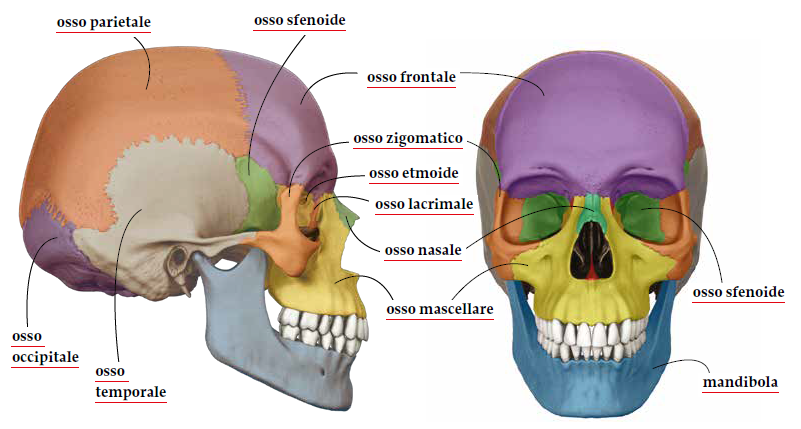 osso parietale
osso sfenoide
osso frontale
osso zigomatico
osso etmoide
osso lacrimale
osso nasale
osso sfenoide
osso mascellare
osso
occipitale
osso
temporale
mandibola